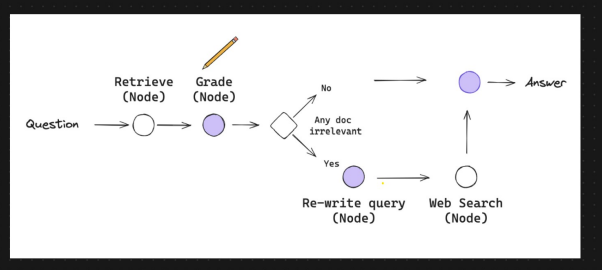 Retrieve
(Node)
Grade
(Node)
Question
No
Any doc
irrelevant
Yes
Answer
Re-write query
(Node)
Web Search
(Node)